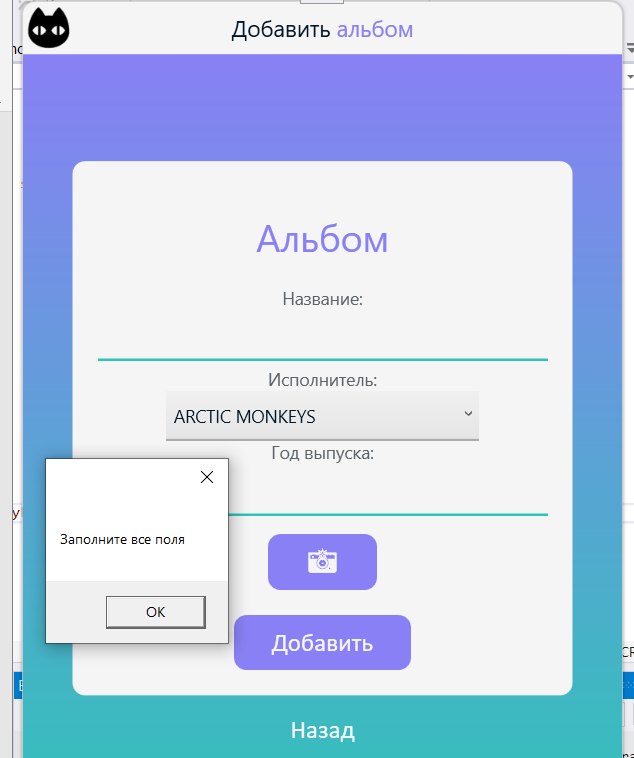 Добавить альбом
Альбом
Название:
Исполнитель:
ARCTIC MONKEYS
Год выпуска:
Заполните все поля
OK
Добавить
Назад